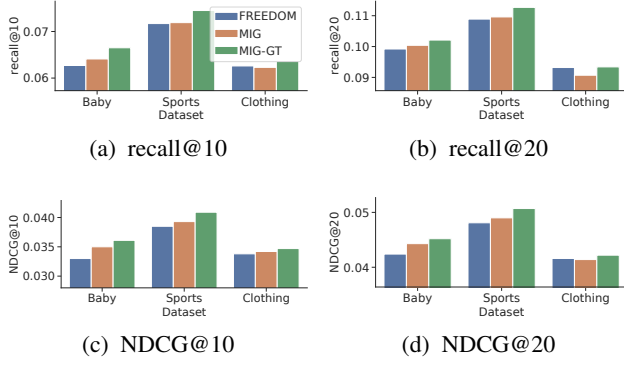 recall@10
0.07
0.06
FREEDOM
MIG
MIG-GT
Baby Sports Clothing
Dataset
(a) recall@10
recall@20
0.11
0.10
0.09
Baby Sports Clothing
Dataset
(b) recall@20
NDCG@10
0.040
0.035
0.030
Baby Sports Clothing
Dataset
(c) NDCG@10
NDCG@20
0.05
0.04
Baby Sports Clothing
Dataset
(d) NDCG@20